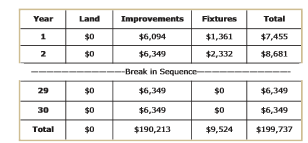 Year Land Improvements Fixtures Total
1 $0 $6,094 $1,361 $7,455
2 $0 $6,349 $2,332 $8,681
Break in Sequence
29 $0 $6,349 $0 $6,349
30 $0 $6,349 $0 $6,349
Total $0 $190,213 $9,524 $199,737